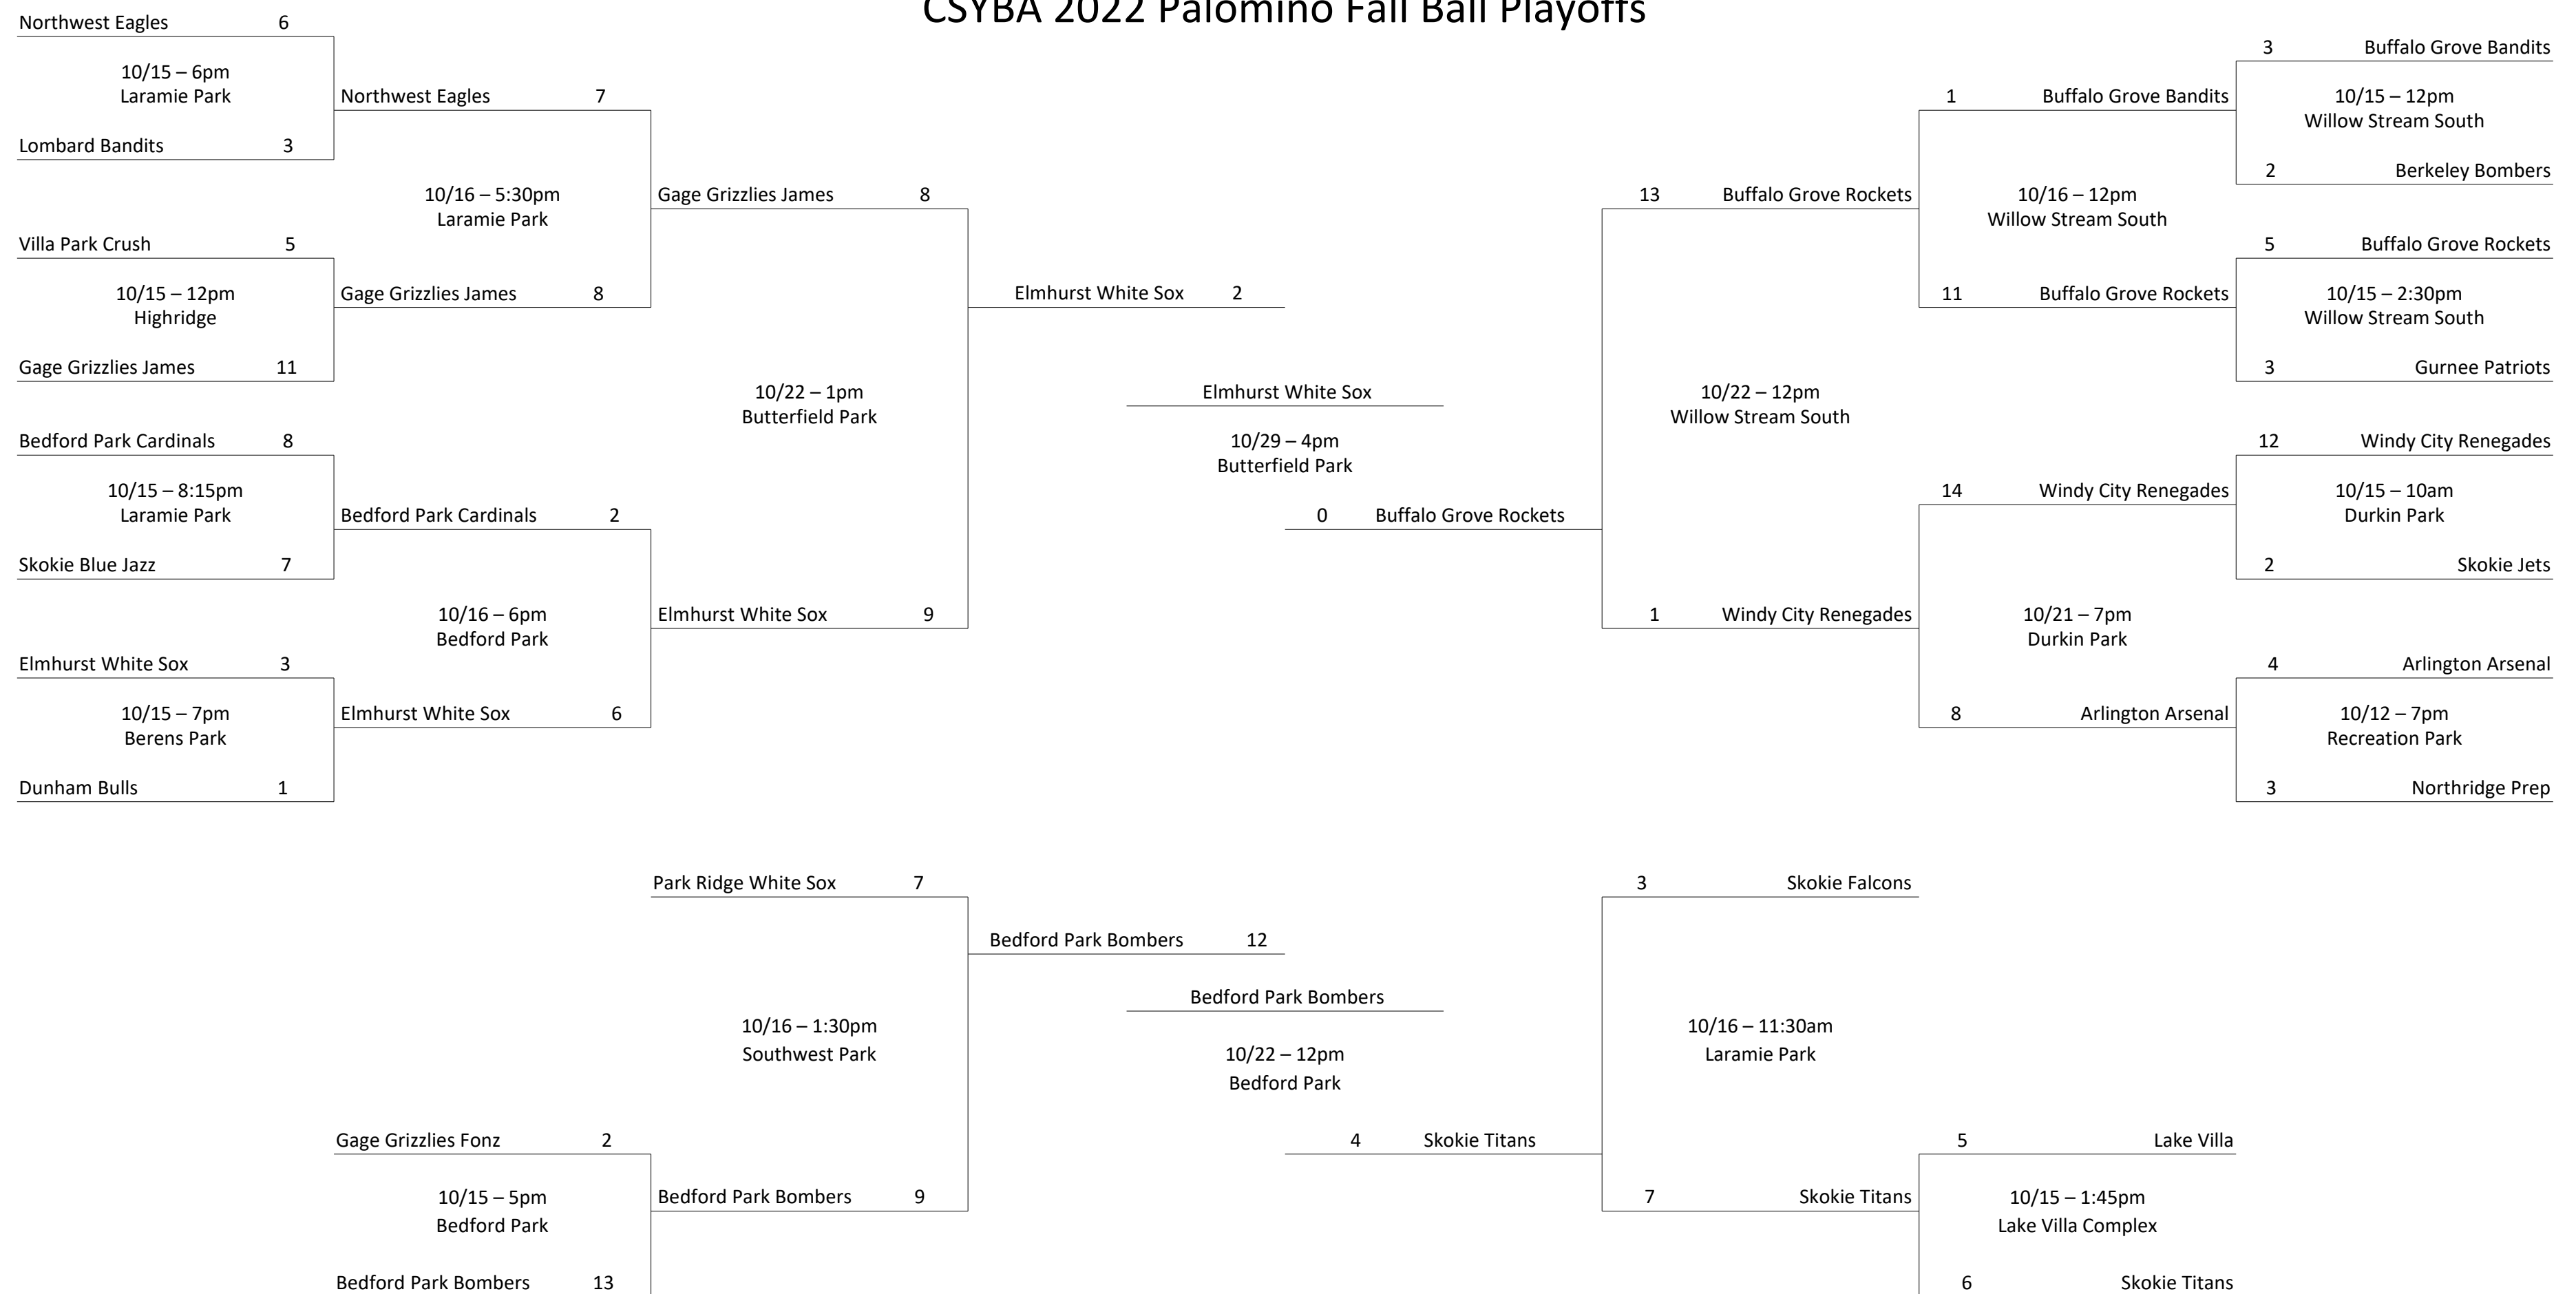 CSYBA 2022 Palomino Fall Ball Playoffs
Northwest Eagles 6
10/15 – 6pm
Laramie Park
Lombard Bandits 3
Villa Park Crush 5
10/15 – 12pm
Highridge
Gage Grizzlies James 11
Bedford Park Cardinals 8
10/15 – 8:15pm
Laramie Park
Skokie Blue Jazz 7
Elmhurst White Sox 3
10/15 – 7pm
Berens Park
Dunham Bulls 1
Northwest Eagles 7
10/16 – 5:30pm
Laramie Park
Gage Grizzlies James 8
Bedford Park Cardinals 2
10/16 – 6pm
Bedford Park
Elmhurst White Sox 6
Gage Grizzlies James 8
10/22 – 1pm
Butterfield Park
Elmhurst White Sox 9
Elmhurst White Sox 2
Elmhurst White Sox
10/29 – 4pm
Butterfield Park
0 Buffalo Grove Rockets
13 Buffalo Grove Rockets
10/22 – 12pm
Willow Stream South
1 Windy City Renegades
1 Buffalo Grove Bandits
10/16 – 12pm
Willow Stream South
11 Buffalo Grove Rockets
14 Windy City Renegades
10/21 – 7pm
Durkin Park
8 Arlington Arsenal
3 Buffalo Grove Bandits
10/15 – 12pm
Willow Stream South
2 Berkeley Bombers
5 Buffalo Grove Rockets
10/15 – 2:30pm
Willow Stream South
3 Gurnee Patriots
12 Windy City Renegades
10/15 – 10am
Durkin Park
2 Skokie Jets
4 Arlington Arsenal
10/12 – 7pm
Recreation Park
3 Northridge Prep
Park Ridge White Sox 7
10/16 – 1:30pm
Southwest Park
Gage Grizzlies Fonz 2
10/15 – 5pm
Bedford Park
Bedford Park Bombers 13
Bedford Park Bombers 9
Bedford Park Bombers 12
Bedford Park Bombers
10/22 – 12pm
Bedford Park
4 Skokie Titans
3 Skokie Falcons
10/16 – 11:30am
Laramie Park
7 Skokie Titans
5 Lake Villa
10/15 – 1:45pm
Lake Villa Complex
6 Skokie Titans